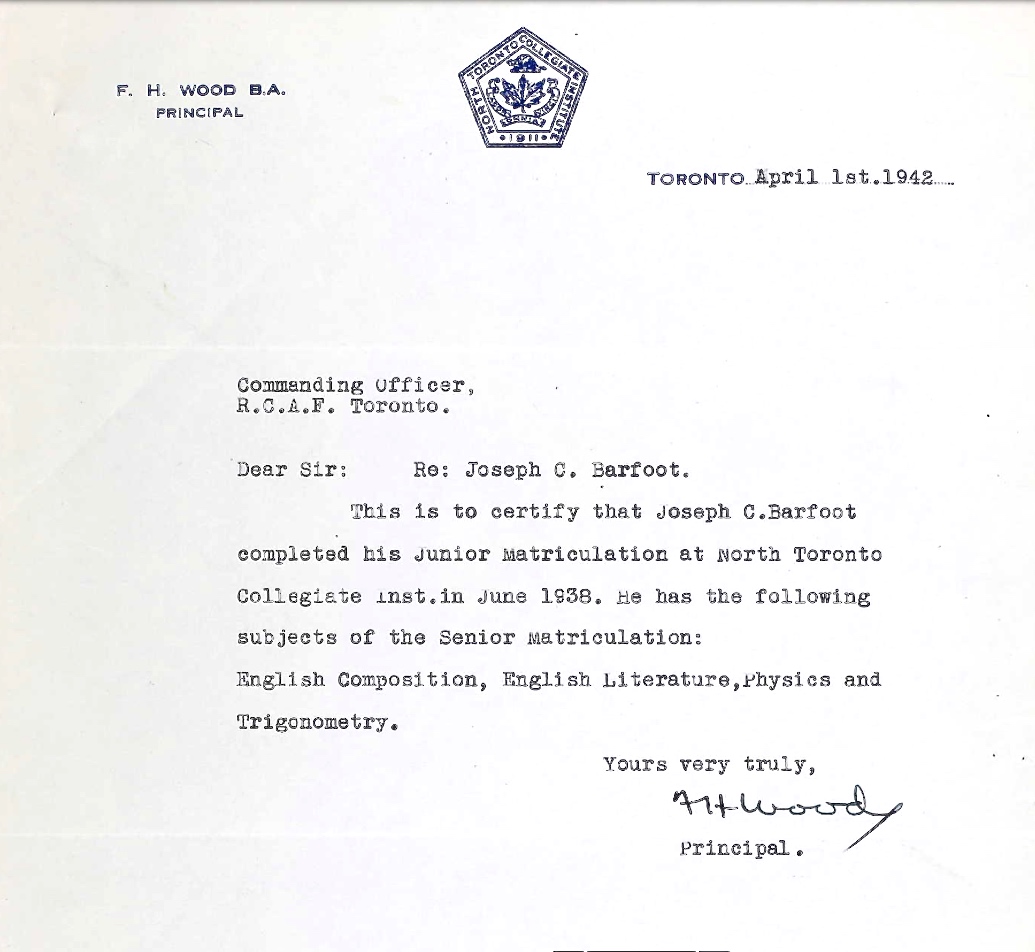 F. H. WOOD B.A.
PRINCIPAL
NORTH TORONTO COLLEGIATE INSTITUTE
•1911•
TORONTO April 1st.1942
Commanding Officer,
R.C.A.F. Toronto.
Dear Sir: Re: Joseph C. Barfoot.
This is to certify that Joseph C.Barfoot
completed his Junior Matriculation at North Toronto
Collegiate Inst.in June 1938. He has the following
subjects of the Senior Matriculation:
English Composition, English Literature,Physics and
Trigonometry.
Yours very truly,
FHWood
Principal.